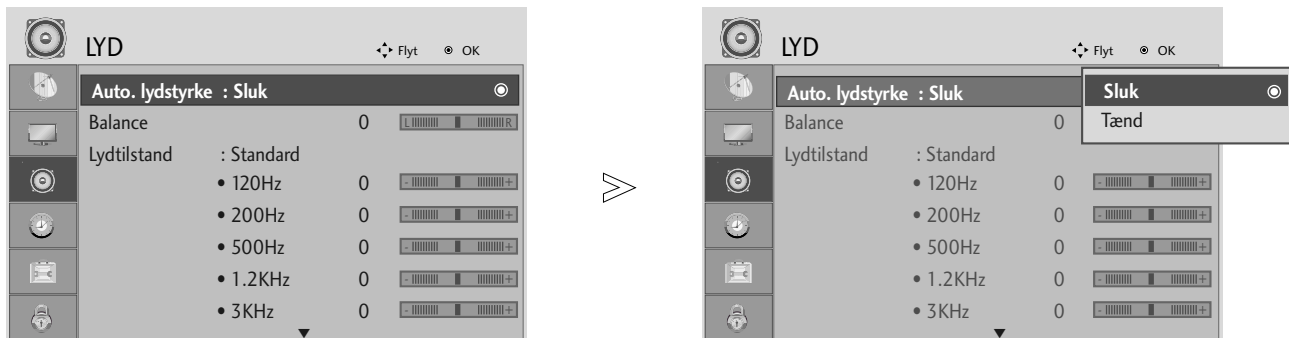 LYD Flyt OK
Auto. lydstyrke : Sluk
Balance 0 L R
Lydtilstand : Standard
• 120Hz 0 - +
• 200Hz 0 - +
• 500Hz 0 - +
• 1.2KHz 0 - +
• 3KHz 0 - +
LYD Flyt OK
Auto. lydstyrke : Sluk
Sluk
Tænd
Balance 0
Lydtilstand : Standard
• 120Hz 0 - +
• 200Hz 0 - +
• 500Hz 0 - +
• 1.2KHz 0 - +
• 3KHz 0 - +